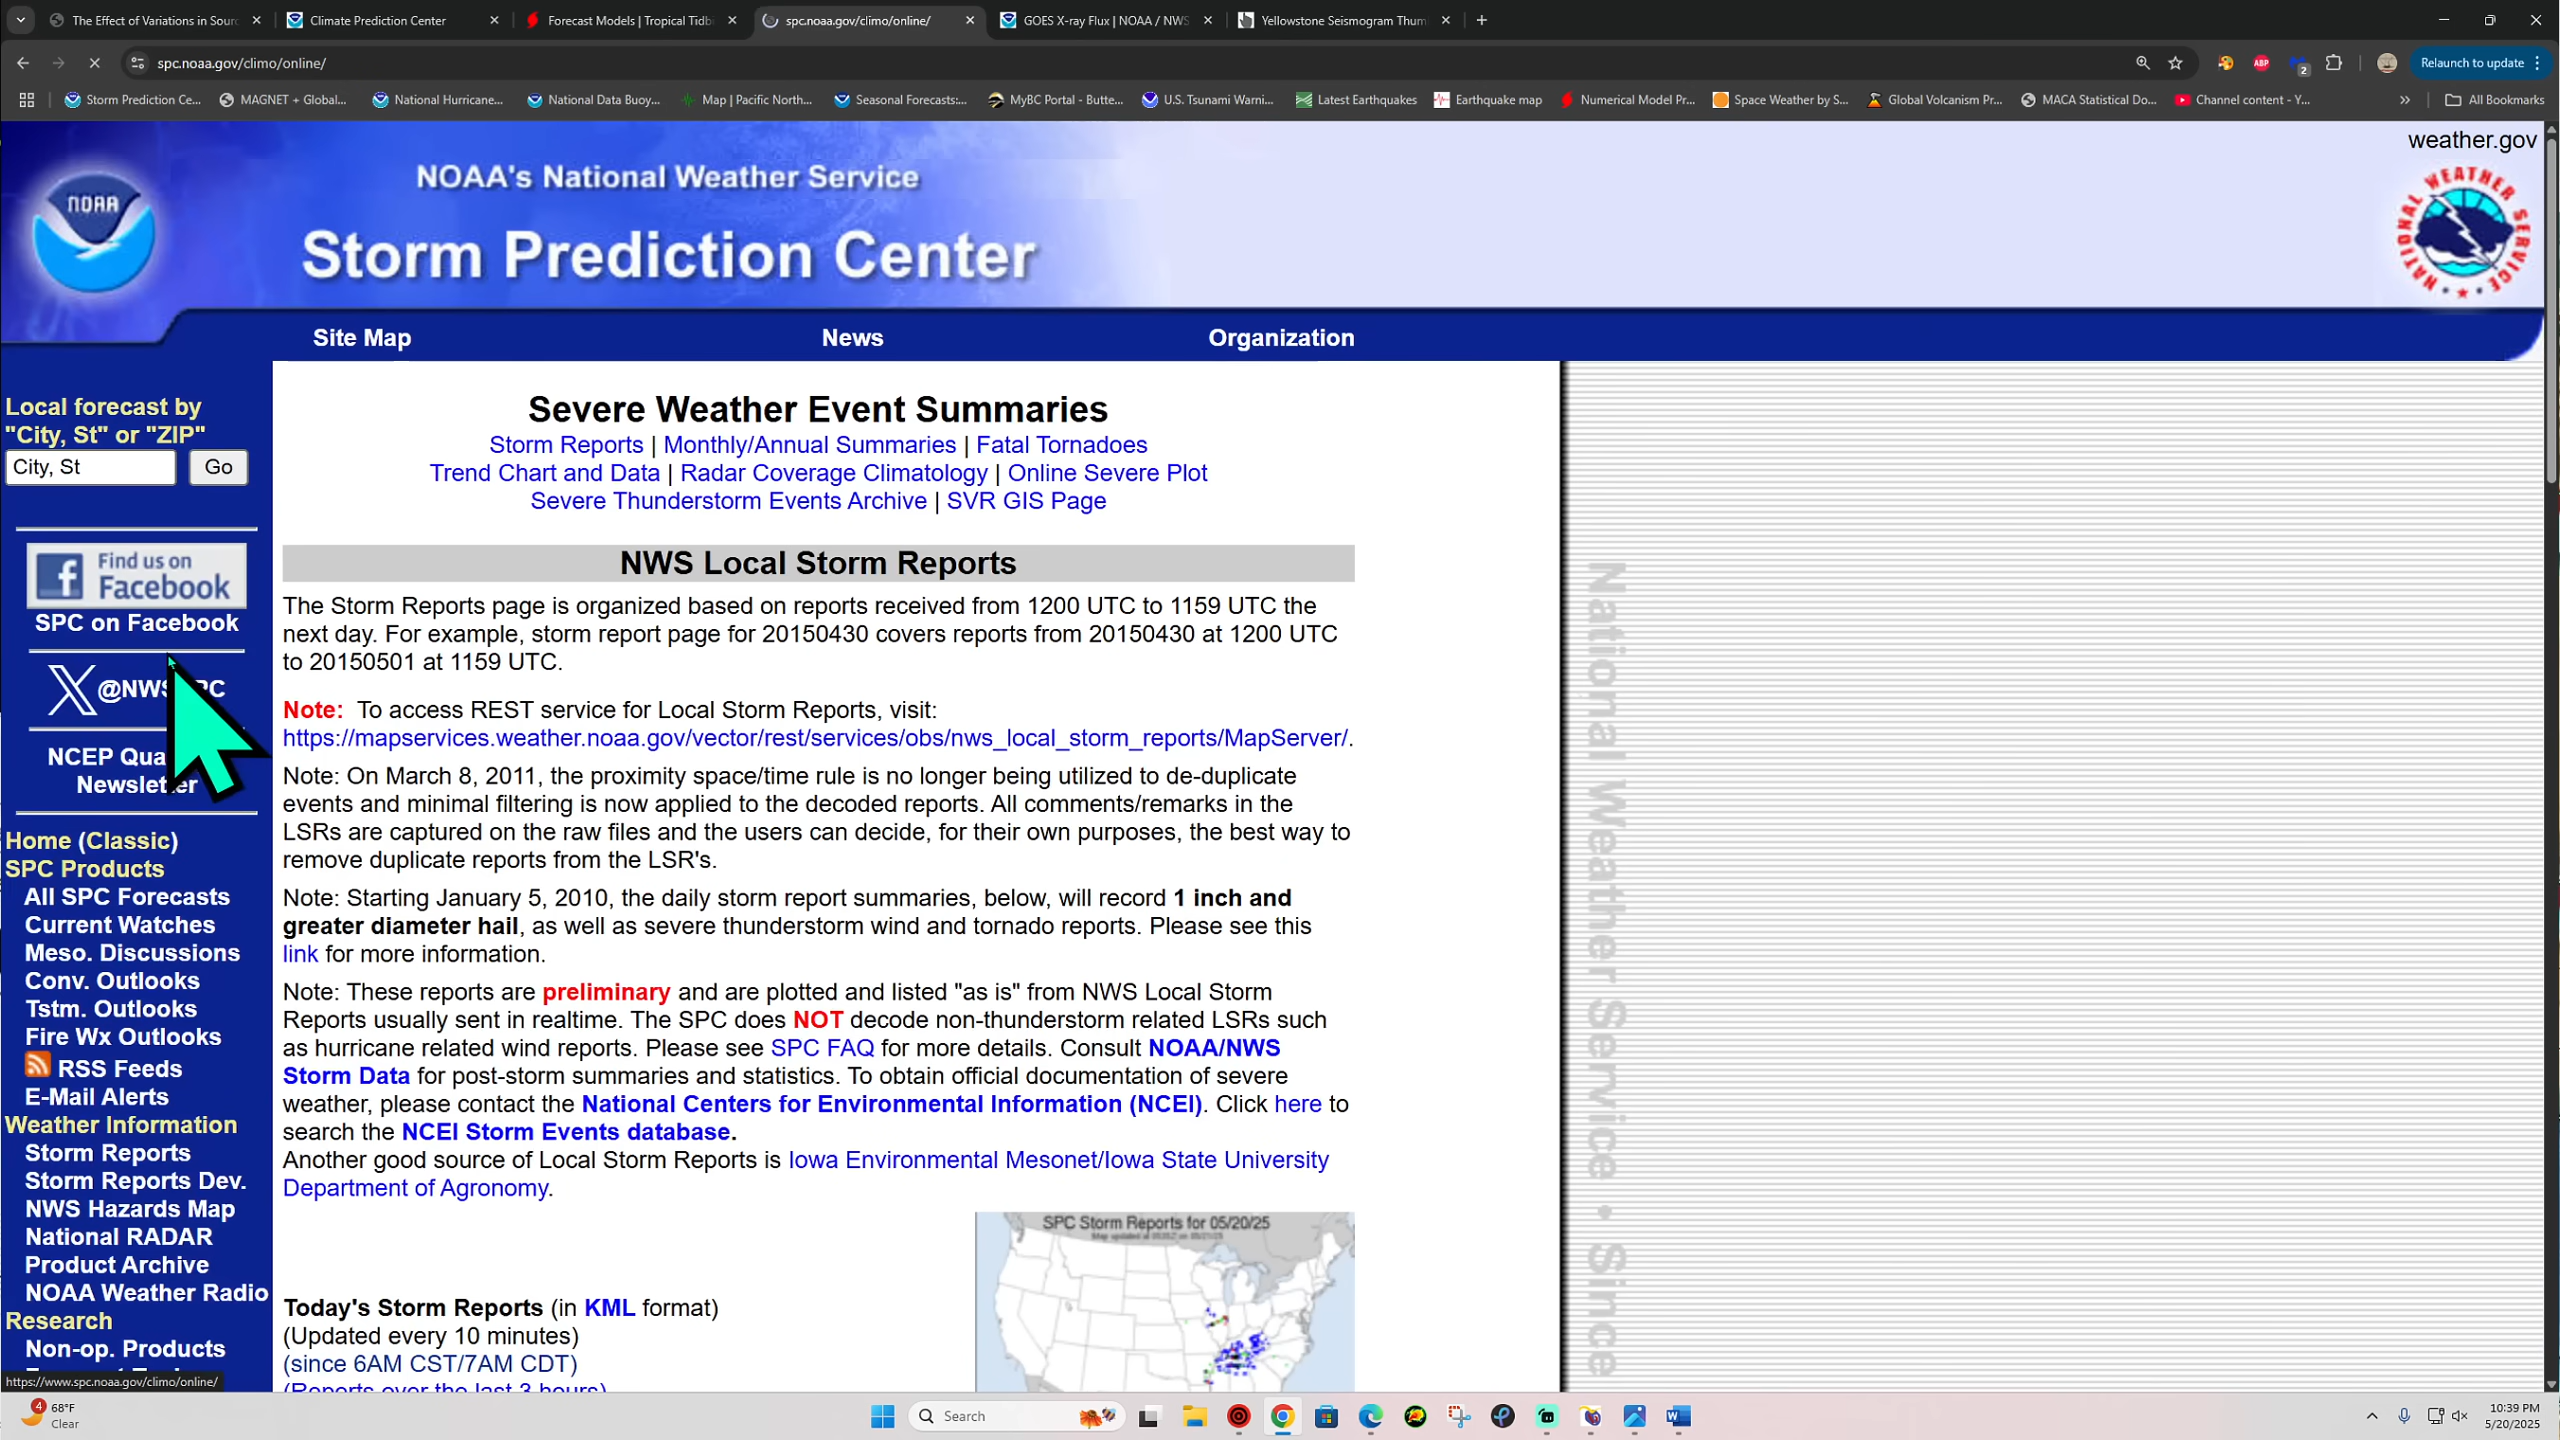 The Effect of Variations in Sourc
Climate Prediction Center
Forecast Models | Tropical Tidb
spc.noaa.gov/climo/online/
GOES X-ray Flux | NOAA / NWS
Yellowstone Seismogram Thum
spc.noaa.gov/climo/online/
ABP
2
Relaunch to update
Storm Prediction Ce...
MAGNET + Global...
National Hurricane...
National Data Buoy...
Map | Pacific North...
Seasonal Forecasts:...
MyBC Portal - Butte...
U.S. Tsunami Warni...
Latest Earthquakes
Earthquake map
Numerical Model Pr...
Space Weather by S...
Global Volcanism Pr...
MACA Statistical Do...
Channel content - Y...
All Bookmarks
weather.gov
NOAA
NOAA's National Weather Service
Storm Prediction Center
NATIONAL WEATHER SERVICE
Site Map
News
Organization
Local forecast by
"City, St" or "ZIP"
City, St
Go
Find us on
Facebook
SPC on Facebook
NCEP
Newsletter
Home (Classic)
SPC Products
All SPC Forecasts
Current Watches
Meso. Discussions
Conv. Outlooks
Tstm. Outlooks
Fire Wx Outlooks
RSS Feeds
E-Mail Alerts
Weather Information
Storm Reports
Storm Reports Dev.
NWS Hazards Map
National RADAR
Product Archive
NOAA Weather Radio
Research
Non-op. Products
https://www.spc.noaa.gov/climo/online/
Severe Weather Event Summaries
Storm Reports | Monthly/Annual Summaries | Fatal Tornadoes
Trend Chart and Data | Radar Coverage Climatology | Online Severe Plot
Severe Thunderstorm Events Archive | SVR GIS Page
NWS Local Storm Reports
The Storm Reports page is organized based on reports received from 1200 UTC to 1159 UTC the
next day. For example, storm report page for 20150430 covers reports from 20150430 at 1200 UTC
to 20150501 at 1159 UTC.
Note: To access REST service for Local Storm Reports, visit:
https://mapservices.weather.noaa.gov/vector/rest/services/obs/nws_local_storm_reports/MapServer/.
Note: On March 8, 2011, the proximity space/time rule is no longer being utilized to de-duplicate
events and minimal filtering is now applied to the decoded reports. All comments/remarks in the
LSRs are captured on the raw files and the users can decide, for their own purposes, the best way to
remove duplicate reports from the LSR's.
Note: Starting January 5, 2010, the daily storm report summaries, below, will record 1 inch and
greater diameter hail, as well as severe thunderstorm wind and tornado reports. Please see this
link for more information.
Note: These reports are preliminary and are plotted and listed "as is" from NWS Local Storm
Reports usually sent in realtime. The SPC does NOT decode non-thunderstorm related LSRs such
as hurricane related wind reports. Please see SPC FAQ for more details. Consult NOAA/NWS
Storm Data for post-storm summaries and statistics. To obtain official documentation of severe
weather, please contact the National Centers for Environmental Information (NCEI). Click here to
search the NCEI Storm Events database.
Another good source of Local Storm Reports is Iowa Environmental Mesonet/Iowa State University
Department of Agronomy.
SPC Storm Reports for 05/20/25
Today's Storm Reports (in KML format)
(Updated every 10 minutes)
(since 6AM CST/7AM CDT)
(Reports over the last 3 hours)
National Weather Service • Since
4
68°F
Clear
Search
10:39 PM
5/20/2025